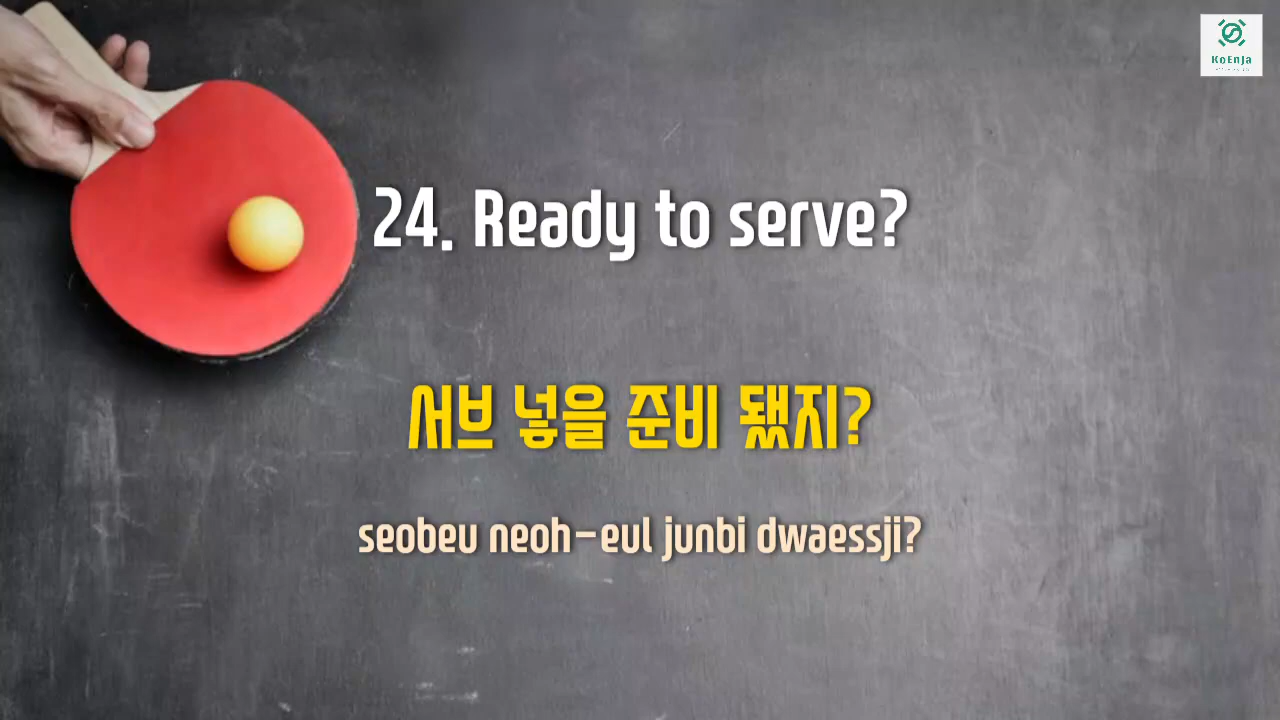 KoEnJa
24. Ready to serve?
서브 넣을 준비 됐지?
seobeu neoh-eul junbi dwaessji?